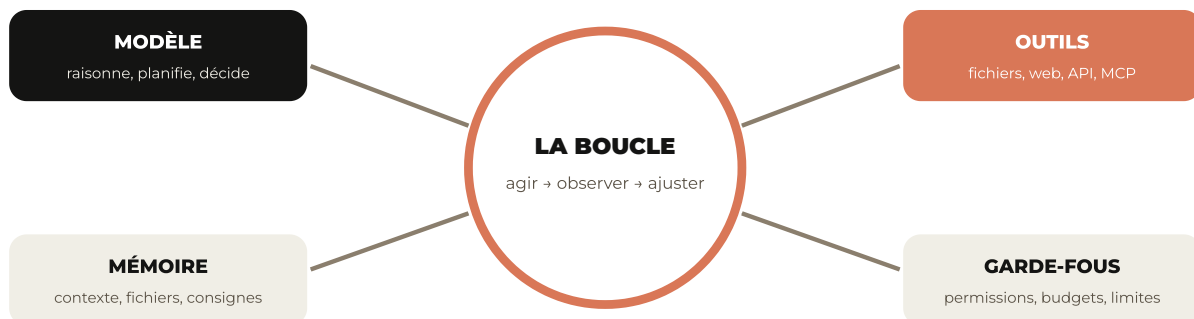 MODÈLE
raisonne, planifie, décide
OUTILS
fichiers, web, API, MCP
LA BOUCLE
agir → observer → ajuster
MÉMOIRE
contexte, fichiers, consignes
GARDE-FOUS
permissions, budgets, limites